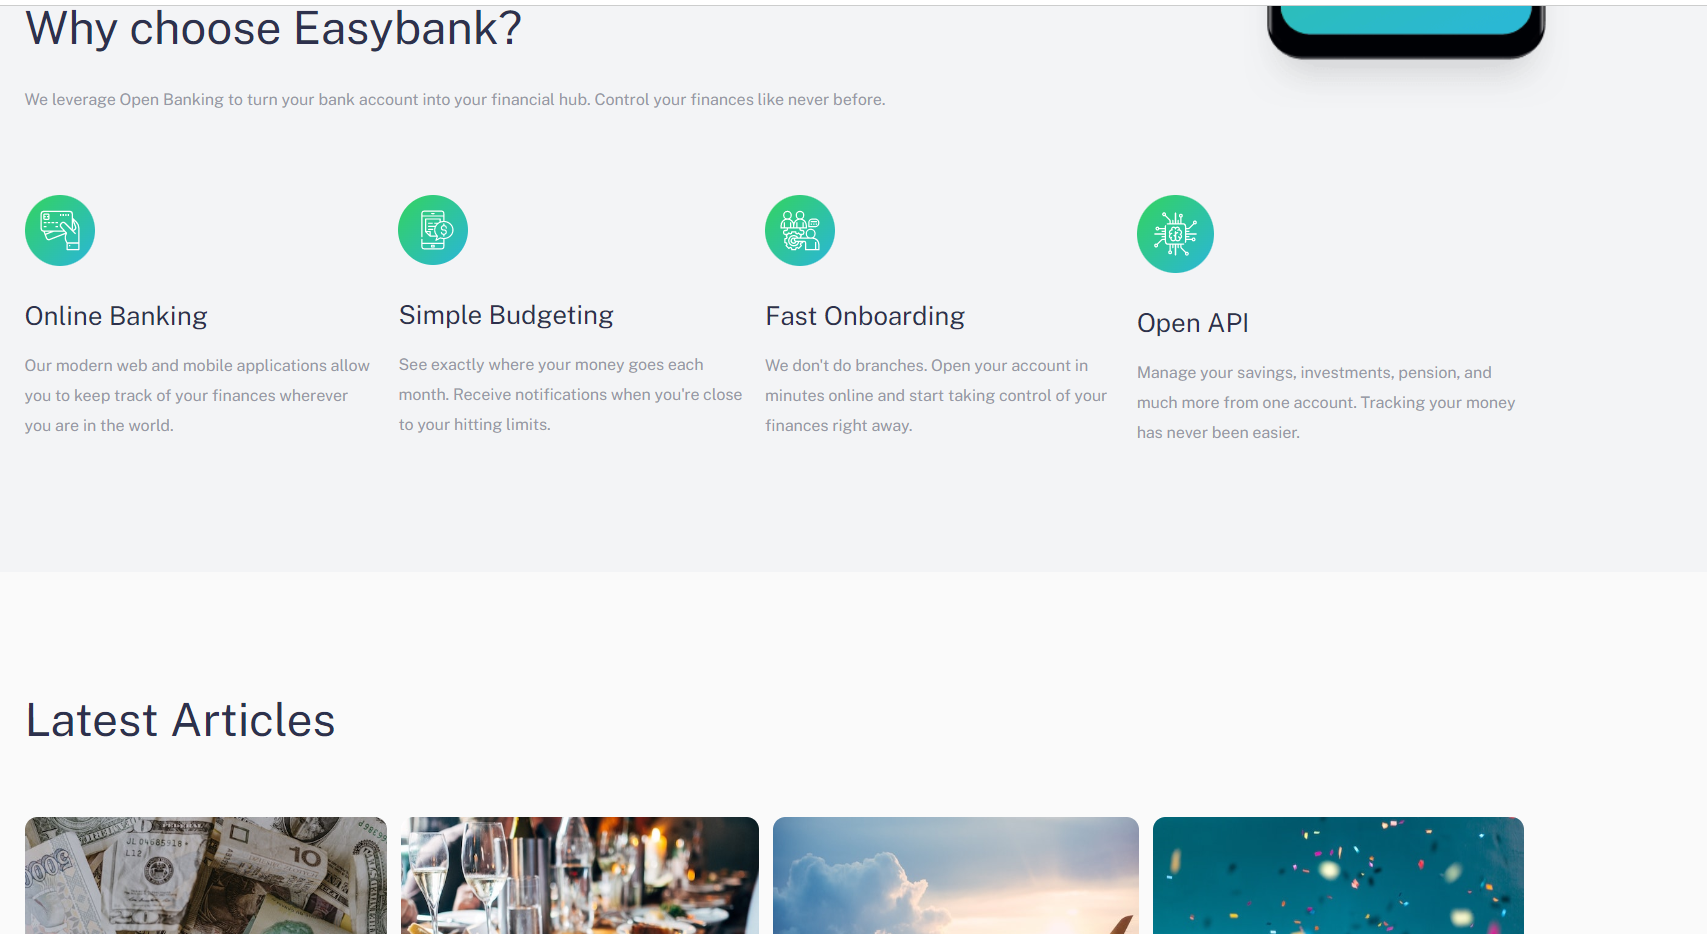 Why choose Easybank?
We leverage Open Banking to turn your bank account into your financial hub. Control your finances like never before.
Online Banking
Our modern web and mobile applications allow
you to keep track of your finances wherever
you are in the world.
Simple Budgeting
See exactly where your money goes each
month. Receive notifications when you're close
to your hitting limits.
Fast Onboarding
We don't do branches. Open your account in
minutes online and start taking control of your
finances right away.
Open API
Manage your savings, investments, pension, and
much more from one account. Tracking your money
has never been easier.
Latest Articles
FEDERAL
JL04685918*
L12
10
500